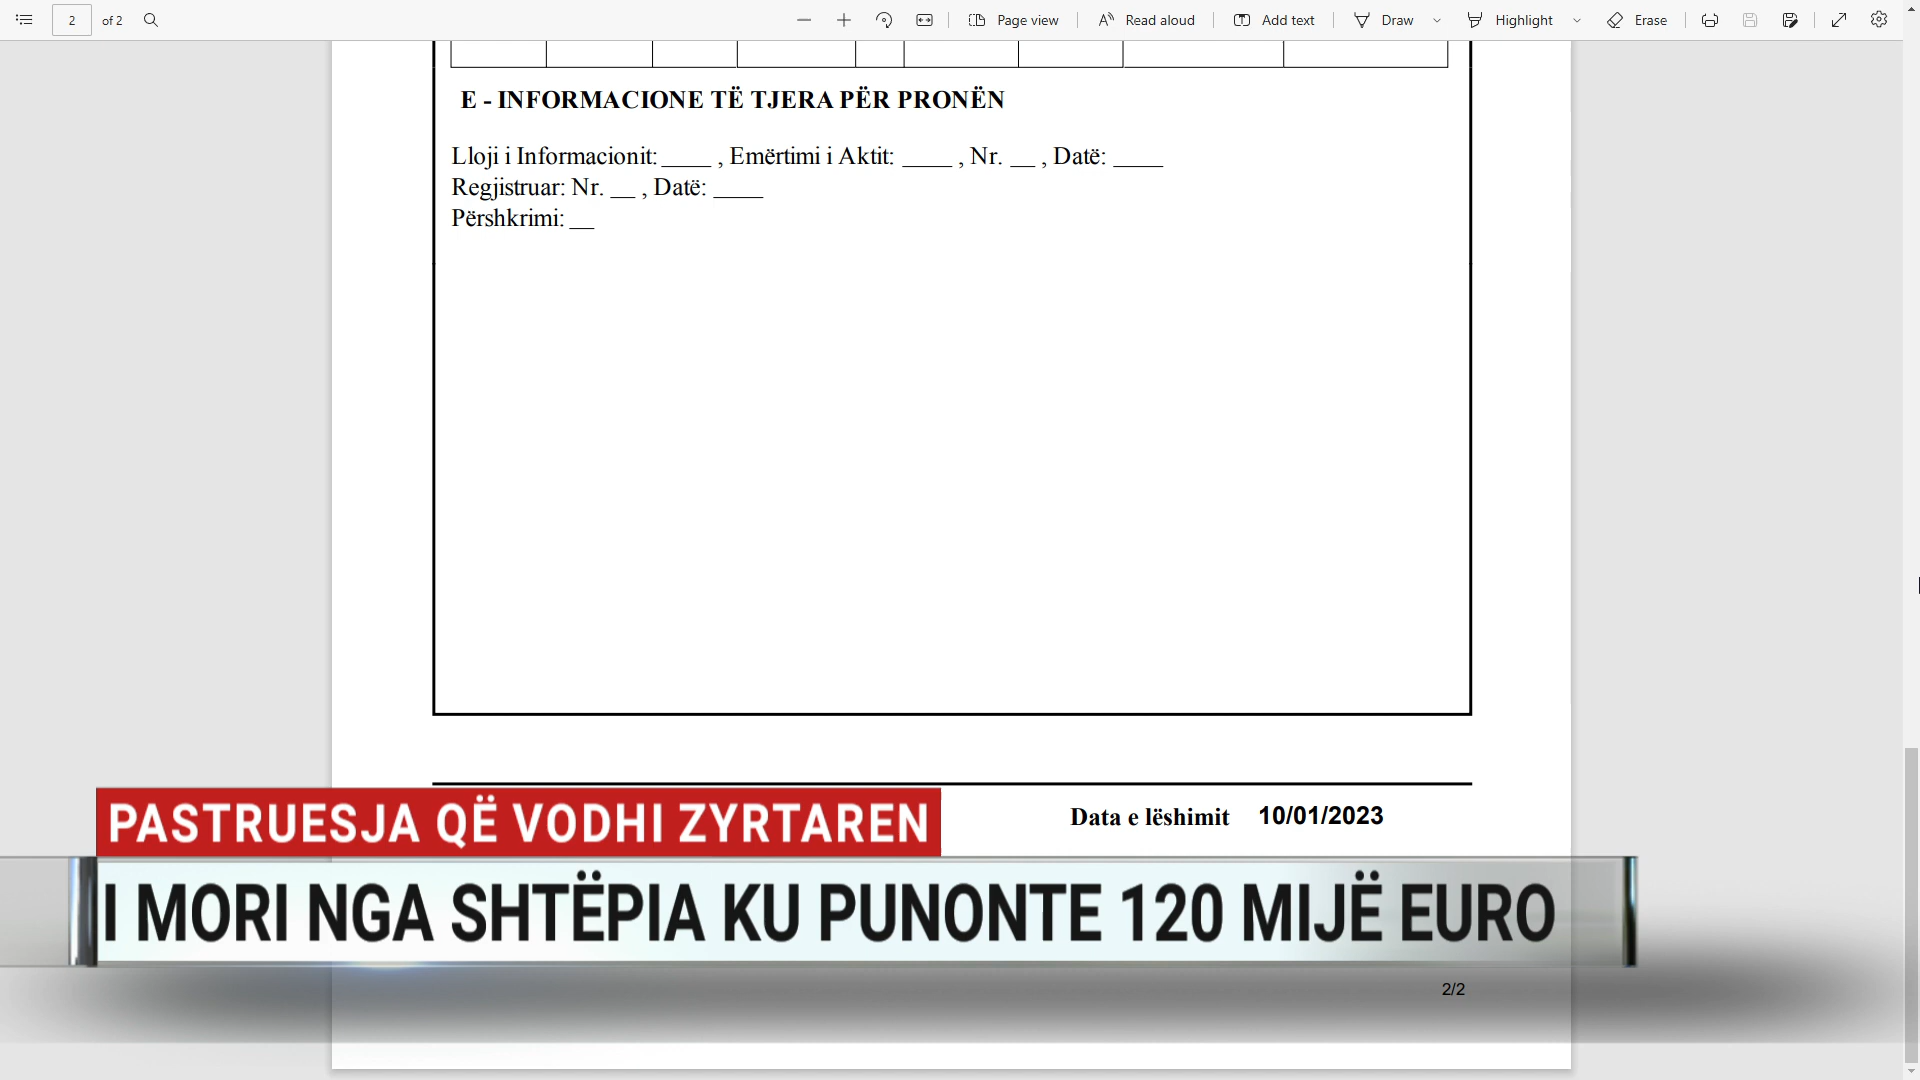 2 of 2 Page view Read aloud Add text Draw Highlight Erase
E - INFORMACIONE TË TJERA PËR PRONËN
Lloji i Informacionit:____ , Emërtimi i Aktit: ____ , Nr. __ , Datë: ____
Regjistruar: Nr. __ , Datë: ____
Përshkrimi: __
Data e lëshimit 10/01/2023
PASTRUESJA QË VODHI ZYRTAREN
I MORI NGA SHTËPIA KU PUNONTE 120 MIJË EURO
2/2